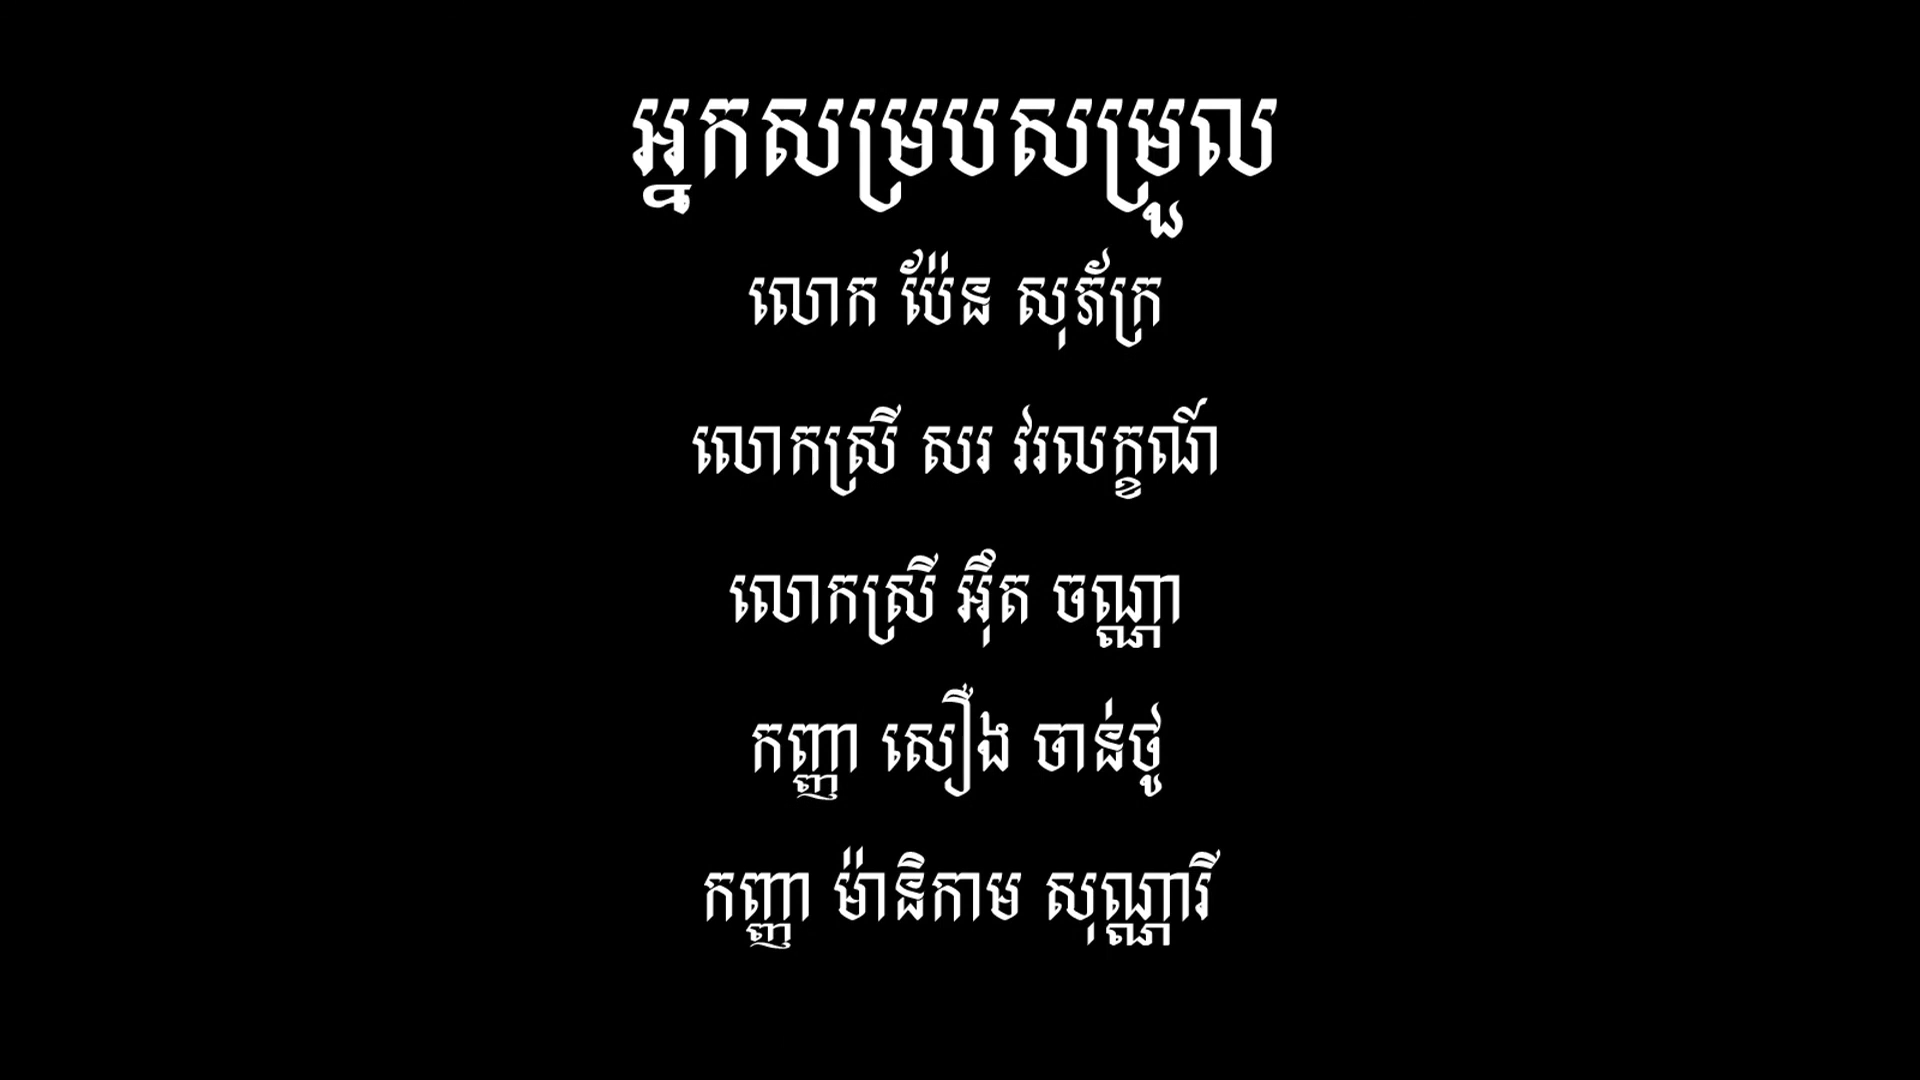 អ្នកសម្របសម្រួល
លោក ប៉ែន សុភ័ក្រ
លោកស្រី សរ វរលក្ខណ៍
លោកស្រី អ៊ឹត ចណ្ណា
កញ្ញា សឿង ចាន់ថូ
កញ្ញា ម៉ានិកាម សុណ្ណារី